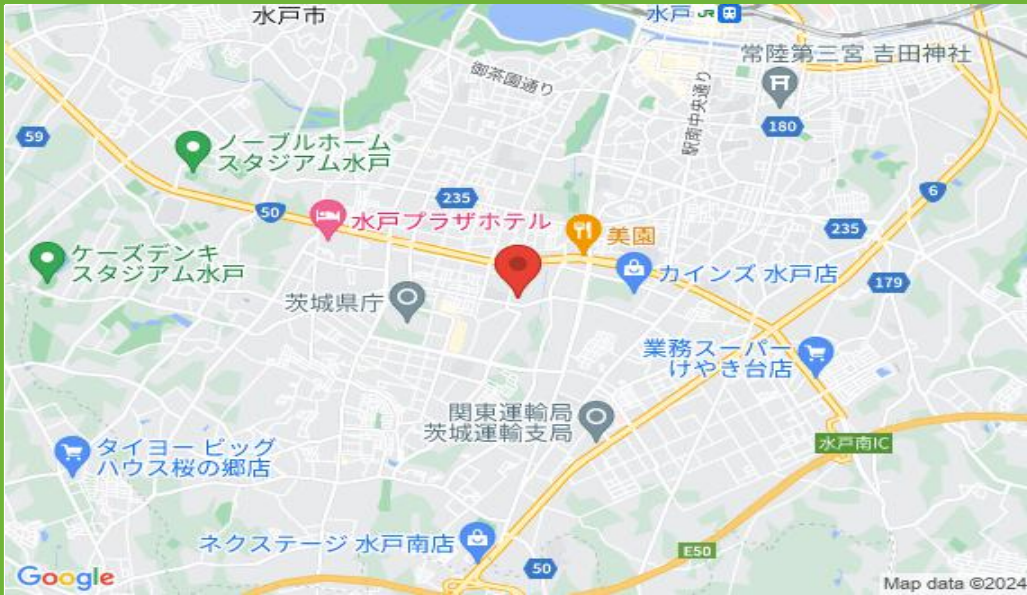 水戸市
水戸 JR
常陸第三宮 吉田神社
御茶園通り
駅南中央通り
180
59
ノーブルホーム
スタジアム水戸
235
6
50
水戸プラザホテル
美園
235
ケーズデンキ
スタジアム水戸
カインズ 水戸店
179
茨城県庁
業務スーパー
けやき台店
関東運輸局
茨城運輸支局
水戸南IC
タイヨー ビッグ
ハウス桜の郷店
ネクステージ 水戸南店
E50
50
Google
Map data ©2024